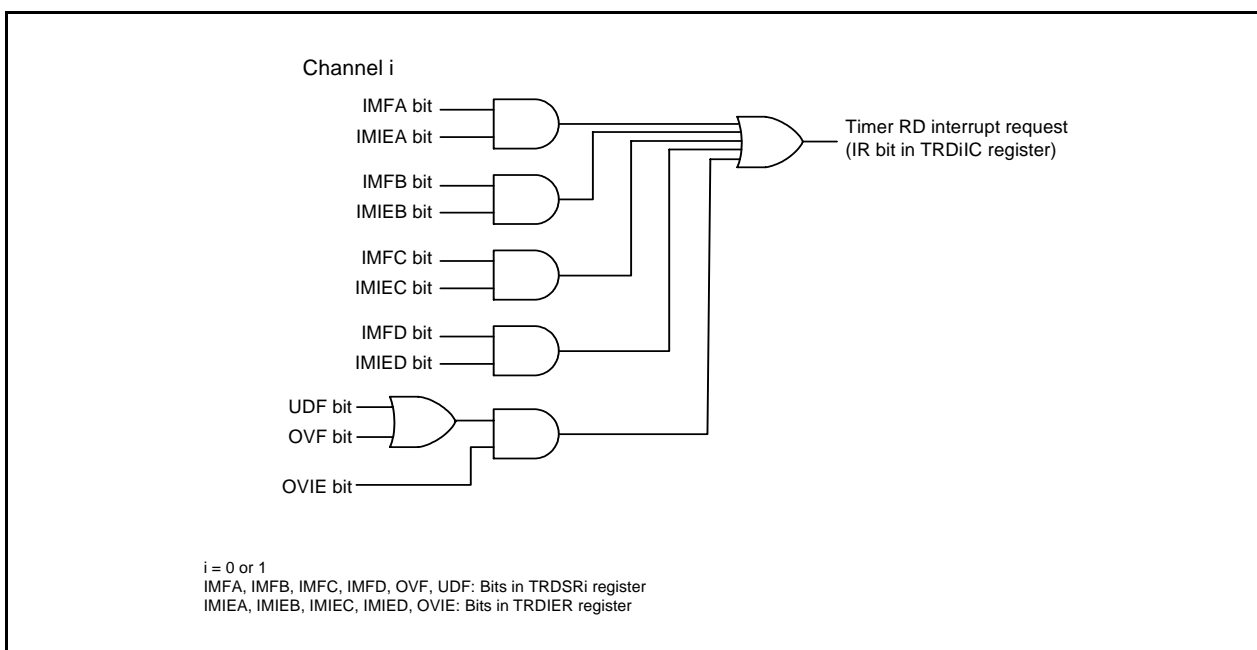 Channel i
IMFA bit
IMIEA bit
IMFB bit
IMIEB bit
IMFC bit
IMIEC bit
IMFD bit
IMIED bit
UDF bit
OVF bit
OVIE bit
Timer RD interrupt request
(IR bit in TRDiIC register)
i = 0 or 1
IMFA, IMFB, IMFC, IMFD, OVF, UDF: Bits in TRDSRi register
IMIEA, IMIEB, IMIEC, IMIED, OVIE: Bits in TRDIER register